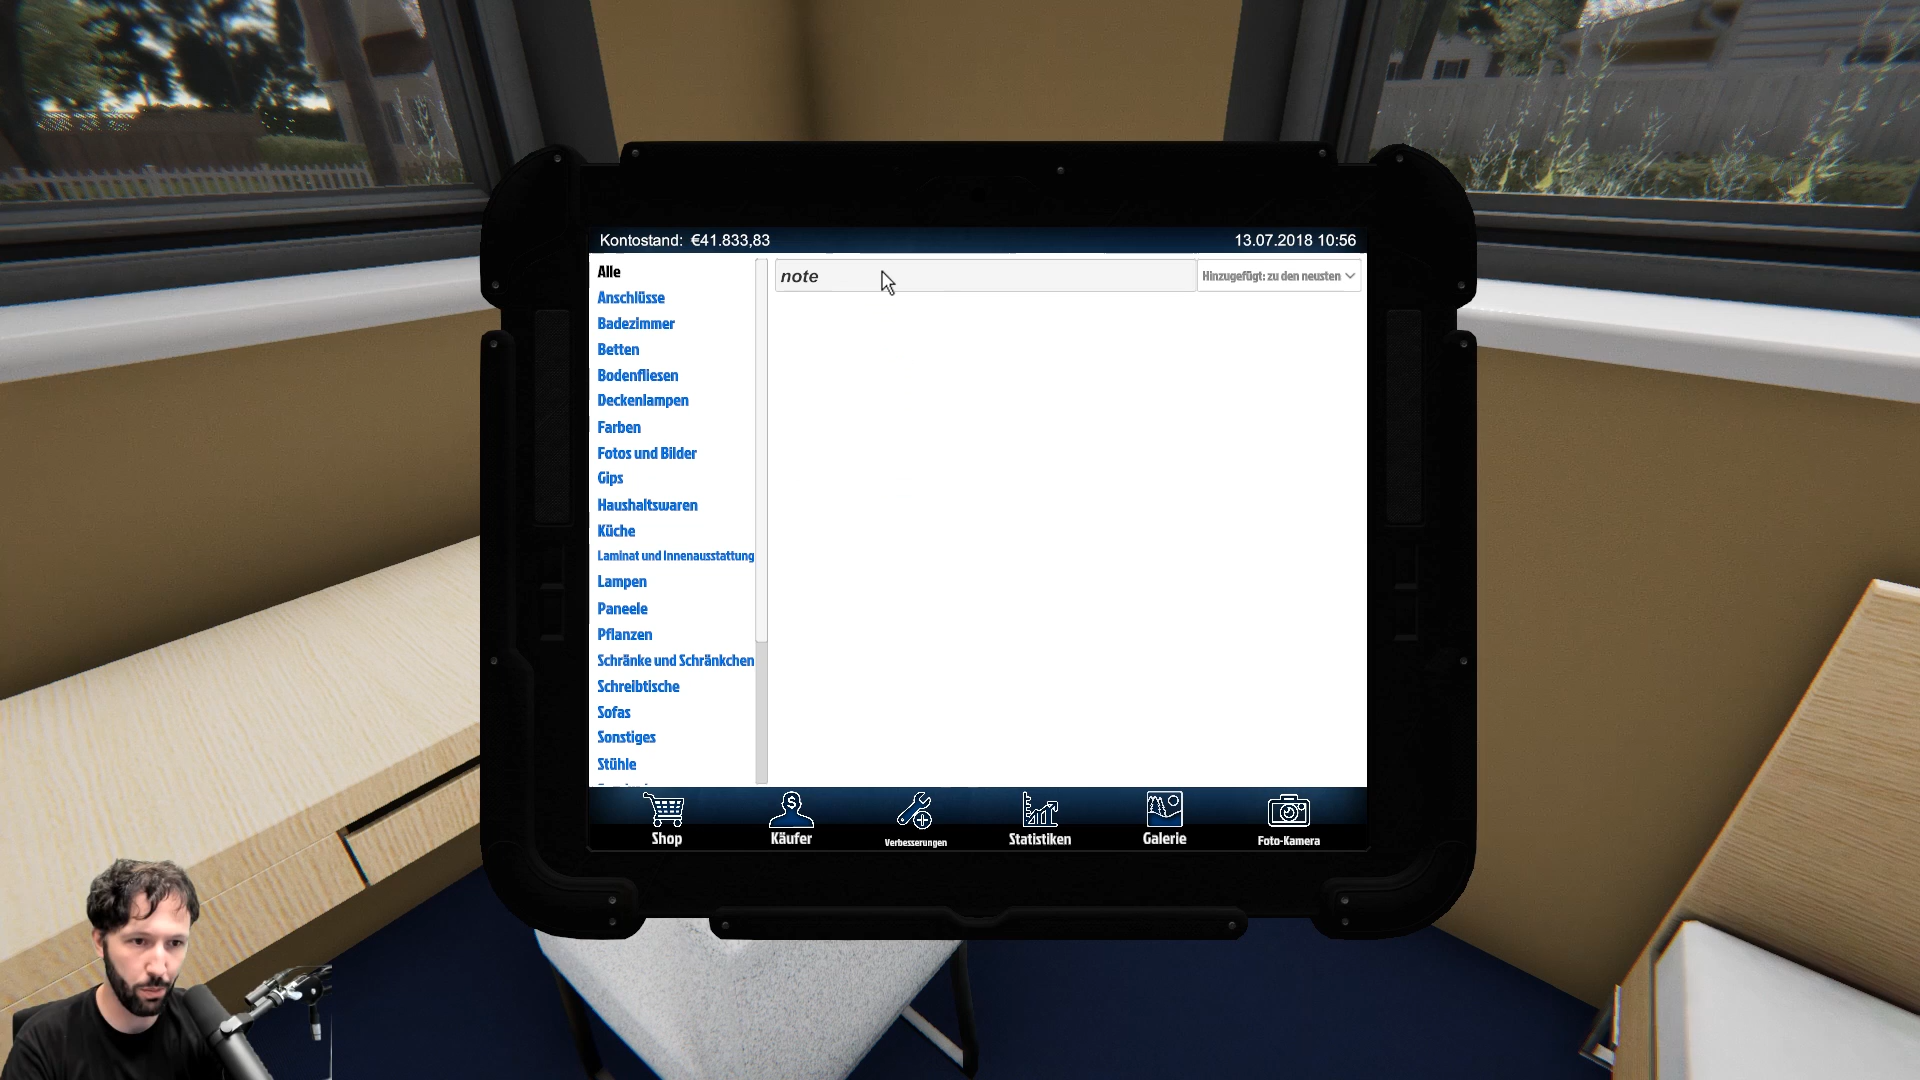 Kontostand: €41.833,83
13.07.2018 10:56
Alle
note
Hinzugefügt: zu den neusten
Anschlüsse
Badezimmer
Betten
Bodenfliesen
Deckenlampen
Farben
Fotos und Bilder
Gips
Haushaltswaren
Küche
Laminat und Innenausstattung
Lampen
Paneele
Pflanzen
Schränke und Schränkchen
Schreibtische
Sofas
Sonstiges
Stühle
Shop
Käufer
Verbesserungen
Statistiken
Galerie
Foto-Kamera